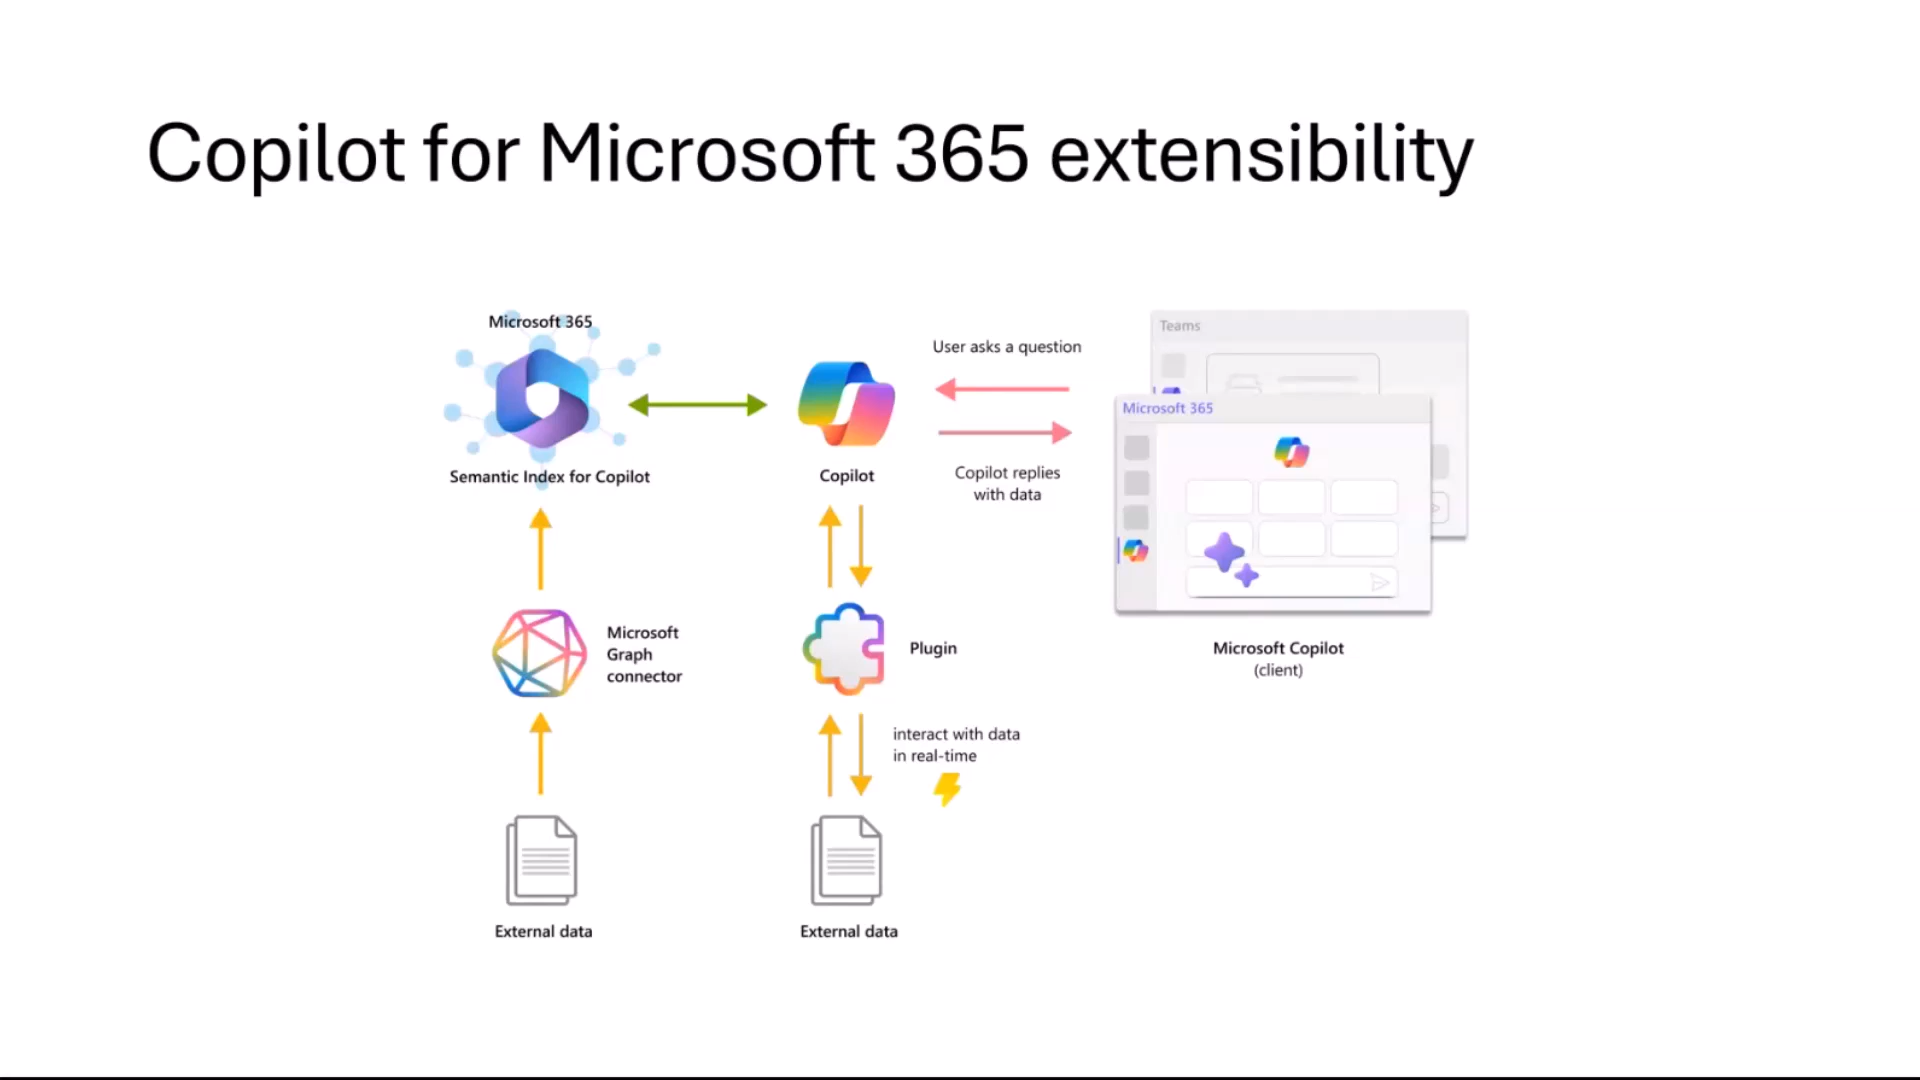 Copilot for Microsoft 365 extensibility
Microsoft 365
Semantic Index for Copilot
Copilot
User asks a question
Copilot replies
with data
Teams
Microsoft 365
Microsoft Copilot
(client)
Microsoft
Graph
connector
Plugin
interact with data
in real-time
External data
External data